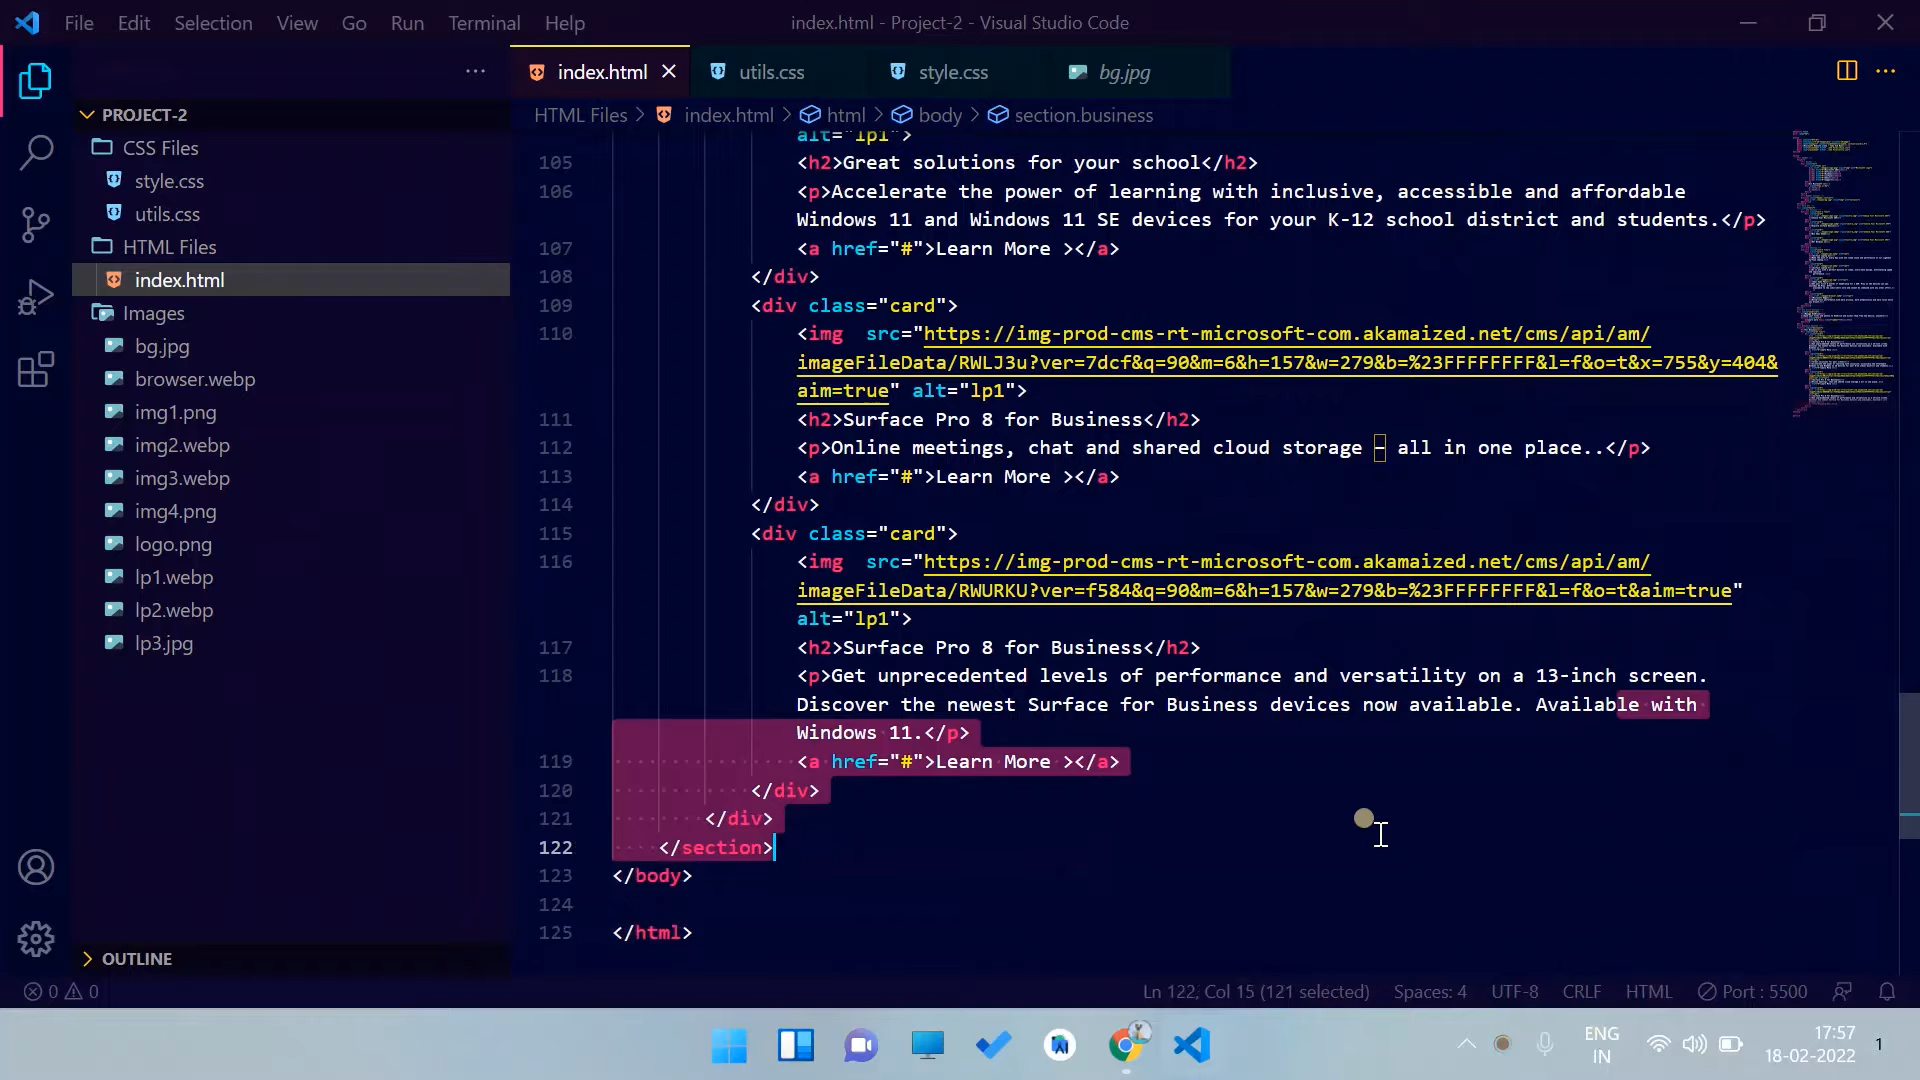 File Edit Selection View Go Run Terminal Help
index.html - Project-2 - Visual Studio Code
index.html
utils.css
style.css
bg.jpg
PROJECT-2
CSS Files
style.css
utils.css
HTML Files
index.html
Images
bg.jpg
browser.webp
img1.png
img2.webp
img3.webp
img4.png
logo.png
lp1.webp
lp2.webp
lp3.jpg
OUTLINE
HTML Files > index.html > html > body > section.business
alt="lp1">
105 <h2>Great solutions for your school</h2>
106 <p>Accelerate the power of learning with inclusive, accessible and affordable
Windows 11 and Windows 11 SE devices for your K-12 school district and students.</p>
107 <a href="#">Learn More ></a>
108 </div>
109 <div class="card">
110 <img src="https://img-prod-cms-rt-microsoft-com.akamaized.net/cms/api/am/
imageFileData/RWLJ3u?ver=7dcf&q=90&m=6&h=157&w=279&b=%23FFFFFFFF&l=f&o=t&x=755&y=404&
aim=true" alt="lp1">
111 <h2>Surface Pro 8 for Business</h2>
112 <p>Online meetings, chat and shared cloud storage – all in one place..</p>
113 <a href="#">Learn More ></a>
114 </div>
115 <div class="card">
116 <img src="https://img-prod-cms-rt-microsoft-com.akamaized.net/cms/api/am/
imageFileData/RWURKU?ver=f584&q=90&m=6&h=157&w=279&b=%23FFFFFFFF&l=f&o=t&aim=true"
alt="lp1">
117 <h2>Surface Pro 8 for Business</h2>
118 <p>Get unprecedented levels of performance and versatility on a 13-inch screen.
Discover the newest Surface for Business devices now available. Available with
Windows 11.</p>
119 <a href="#">Learn More ></a>
120 </div>
121 </div>
122 </section>
123 </body>
124
125 </html>
0 0
Ln 122, Col 15 (121 selected) Spaces: 4 UTF-8 CRLF HTML Port : 5500
ENG
IN
17:57
18-02-2022
1